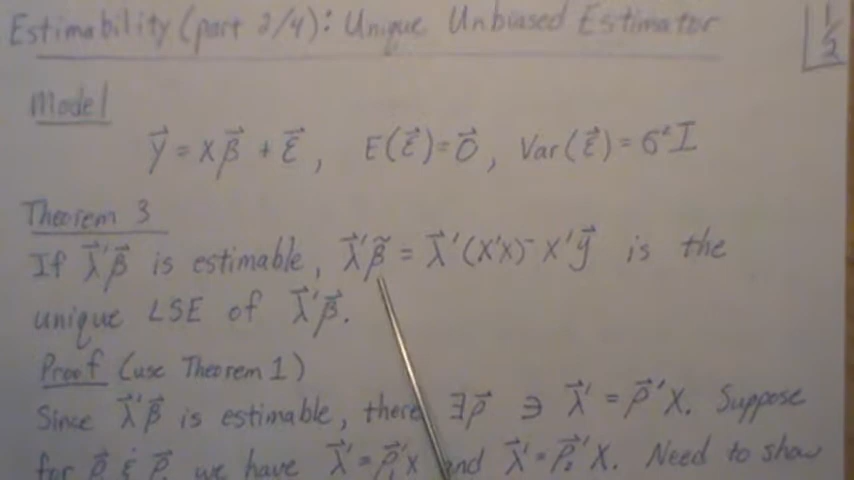 Estimability (part 2/4): Unique Unbiased Estimator
1/2
Model
y⃗ = Xβ⃗ + ε⃗, E(ε⃗)=0⃗, Var(ε⃗)=σ²I
Theorem 3
If λ⃗'β⃗ is estimable, λ⃗'β̃ = λ⃗'(X'X)⁻X'y⃗ is the
unique LSE of λ⃗'β⃗.
Proof (use Theorem 1)
Since λ⃗'β⃗ is estimable, there ∃ρ⃗ ∋ λ⃗' = ρ⃗'X. Suppose
for we have λ⃗'=ρ⃗₁'X and λ⃗'=ρ⃗₂'X. Need to show